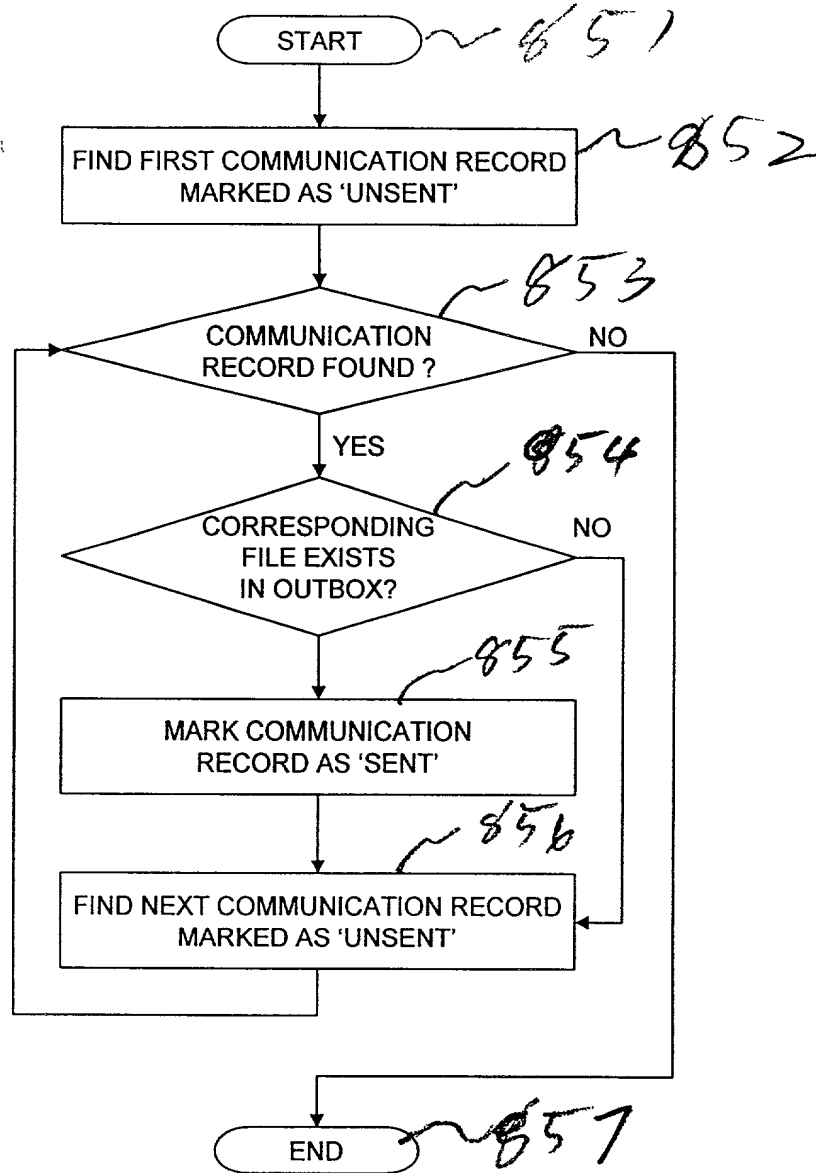 START 851
FIND FIRST COMMUNICATION RECORD 852
MARKED AS ‘UNSENT’
853
COMMUNICATION NO
RECORD FOUND ?
YES
854
CORRESPONDING NO
FILE EXISTS
IN OUTBOX?
855
MARK COMMUNICATION
RECORD AS ‘SENT’
856
FIND NEXT COMMUNICATION RECORD
MARKED AS ‘UNSENT’
END 857